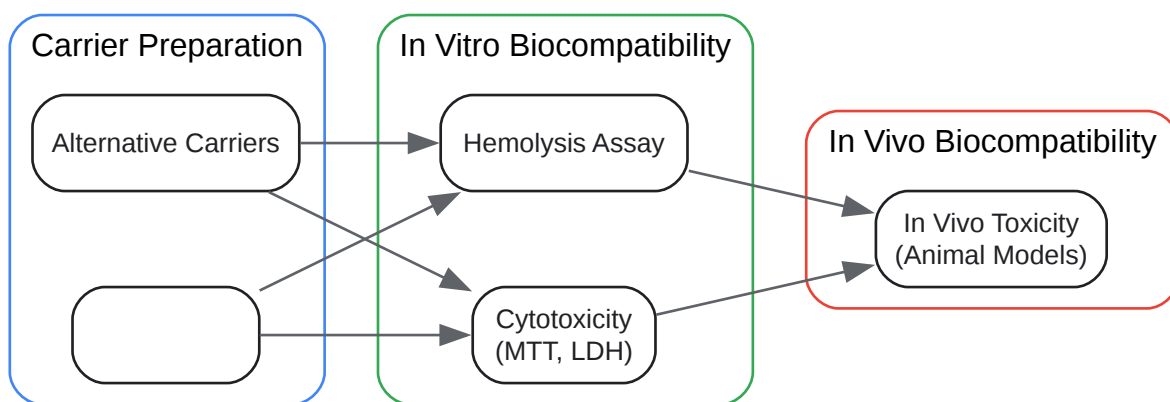 Carrier Preparation
Alternative Carriers
In Vitro Biocompatibility
Hemolysis Assay
Cytotoxicity
(MTT, LDH)
In Vivo Biocompatibility
In Vivo Toxicity
(Animal Models)